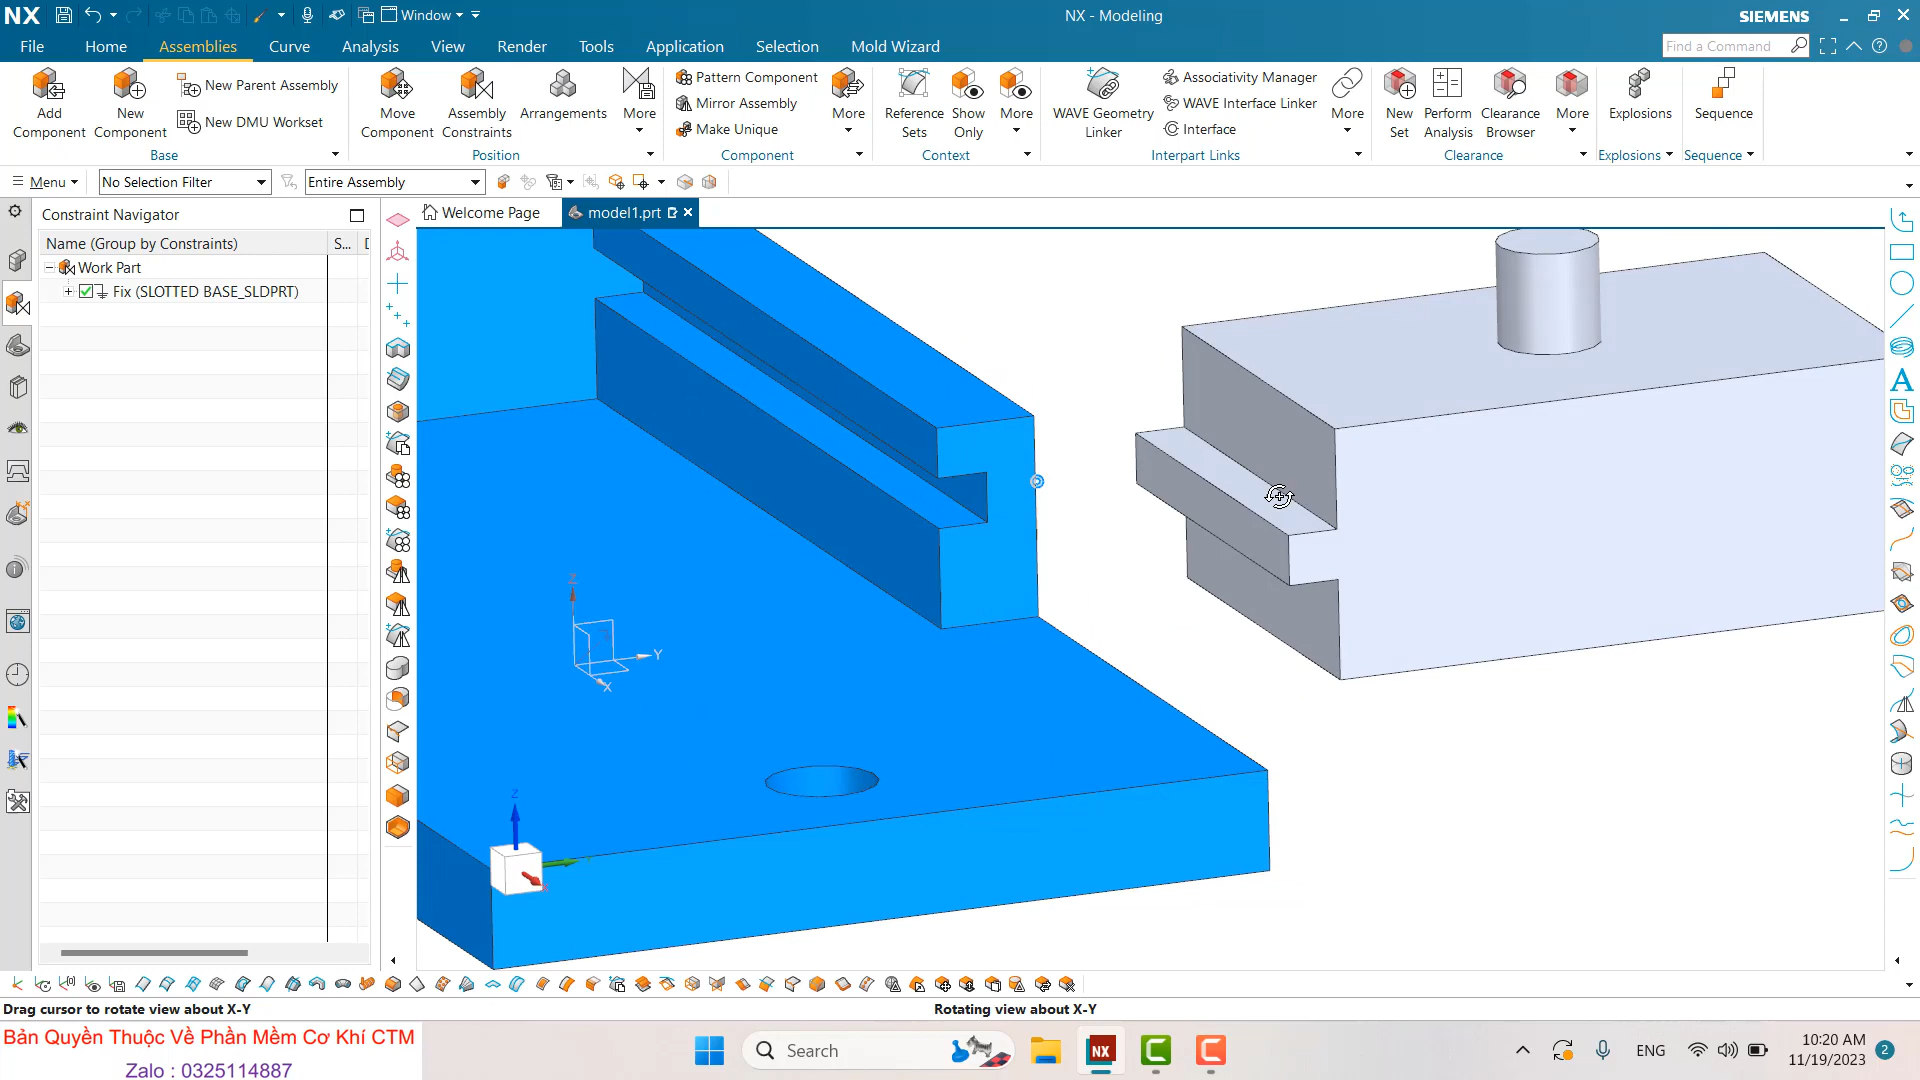 NX Window NX - Modeling SIEMENS
File Home Assemblies Curve Analysis View Render Tools Application Selection Mold Wizard Find a Command
Add Component
New Component
New Parent Assembly
New DMU Workset
Base
Move Component
Assembly Constraints
Arrangements
More
Position
Pattern Component
Mirror Assembly
Make Unique
More
Component
Reference Sets
Show Only
More
Context
WAVE Geometry Linker
Associativity Manager
WAVE Interface Linker
Interface
More
Interpart Links
New Set
Perform Analysis
Clearance Browser
More
Clearance
Explosions
Explosions
Sequence
Sequence
Menu No Selection Filter Entire Assembly
Constraint Navigator
Welcome Page model1.prt
Name (Group by Constraints) S...
Work Part
Fix (SLOTTED BASE_SLDPRT)
Z
Y
X
Z
Drag cursor to rotate view about X-Y Rotating view about X-Y
Bản Quyền Thuộc Về Phần Mềm Cơ Khí CTM
Zalo : 0325114887
Search
NX
ENG
10:20 AM
11/19/2023
2